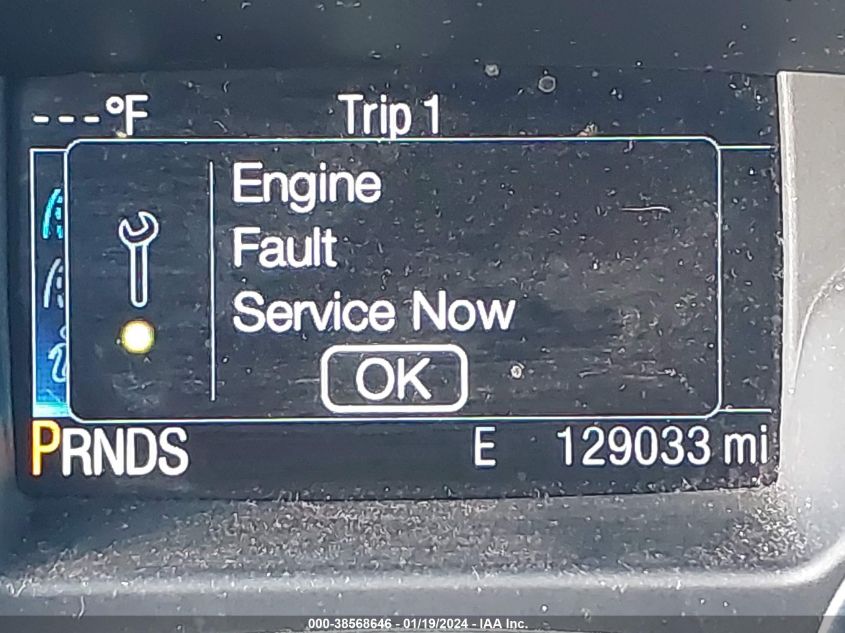 ---°F Trip 1
Engine
Fault
Service Now
OK
PRNDS E 129033 mi
000-38568646 - 01/19/2024 - IAA Inc.